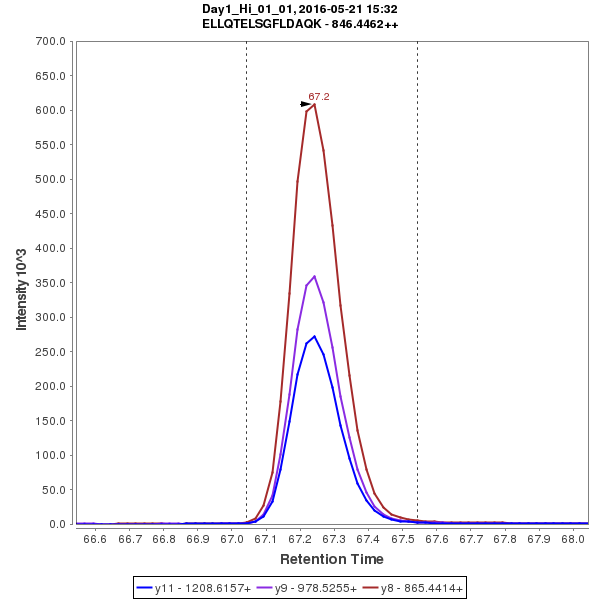 Day1_Hi_01_01, 2016-05-21 15:32
ELLQTELSGFLDAQK - 846.4462++
700.0
650.0
600.0
550.0
500.0
450.0
400.0
350.0
300.0
250.0
200.0
150.0
100.0
50.0
0.0
Intensity 10^3
67.2
66.6 66.7 66.8 66.9 67.0 67.1 67.2 67.3 67.4 67.5 67.6 67.7 67.8 67.9 68.0
Retention Time
y11 - 1208.6157+ y9 - 978.5255+ y8 - 865.4414+